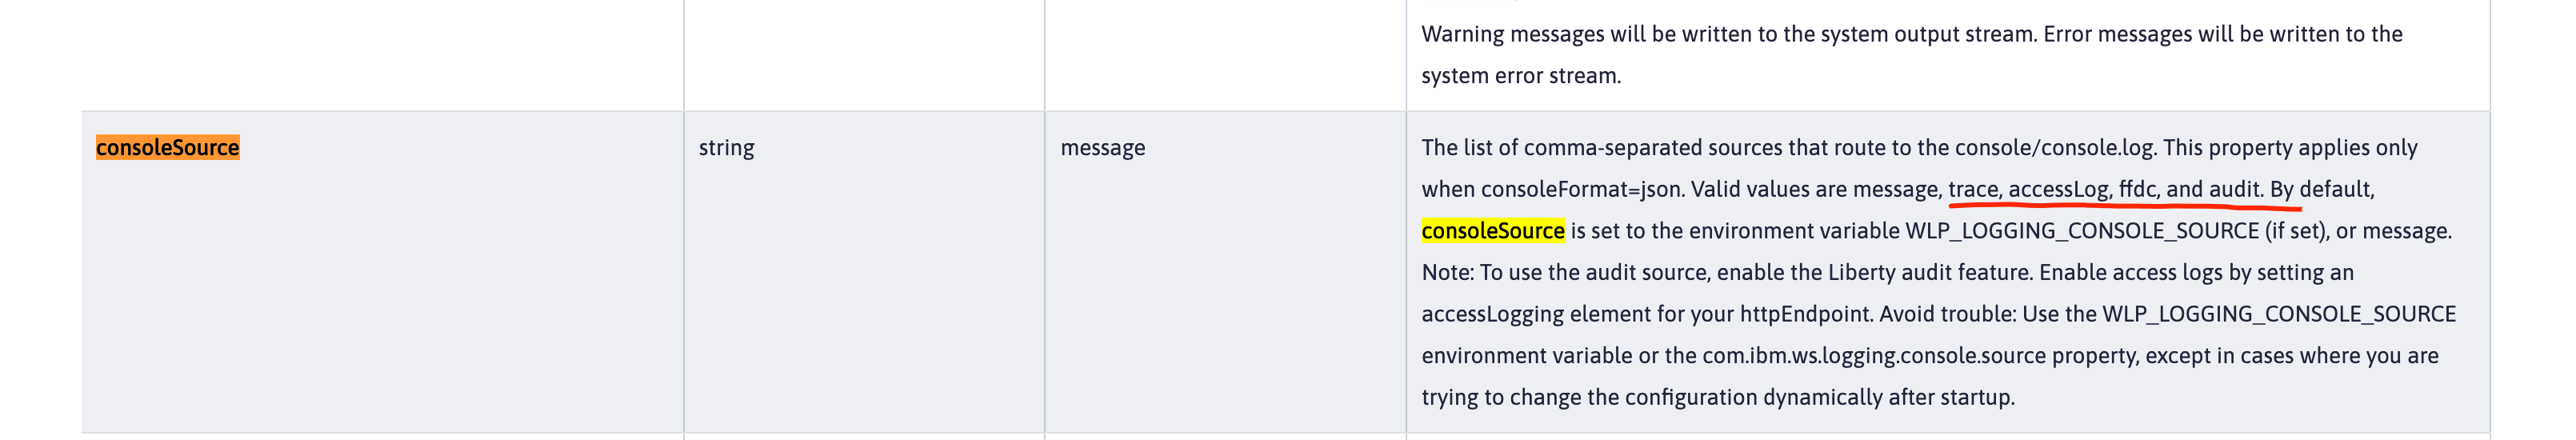 Warning messages will be written to the system output stream. Error messages will be written to the
system error stream.
consoleSource
string
message
The list of comma-separated sources that route to the console/console.log. This property applies only
when consoleFormat=json. Valid values are message, trace, accessLog, ffdc, and audit. By default,
consoleSource is set to the environment variable WLP_LOGGING_CONSOLE_SOURCE (if set), or message.
Note: To use the audit source, enable the Liberty audit feature. Enable access logs by setting an
accessLogging element for your httpEndpoint. Avoid trouble: Use the WLP_LOGGING_CONSOLE_SOURCE
environment variable or the com.ibm.ws.logging.console.source property, except in cases where you are
trying to change the configuration dynamically after startup.